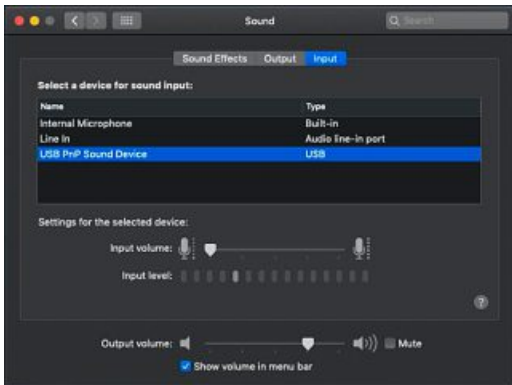 Sound
Search
Sound Effects Output Input
Select a device for sound input:
Name Type
Internal Microphone Built-in
Line In Audio line-in port
USB PnP Sound Device USB
Settings for the selected device:
Input volume:
Input level:
?
Output volume: Mute
Show volume in menu bar